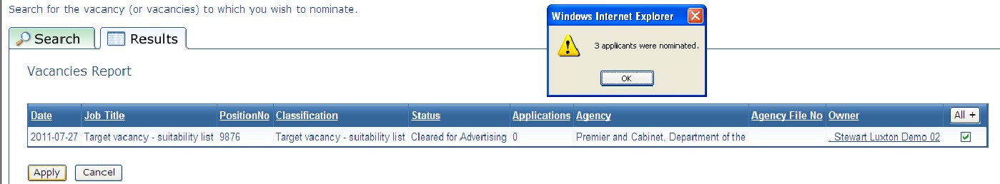 Search for the vacancy (or vacancies) to which you wish to nominate.
Windows Internet Explorer
3 applicants were nominated.
OK
Search Results
Vacancies Report
Date Job Title PositionNo Classification Status Applications Agency Agency File No Owner All +
2011-07-27 Target vacancy - suitability list 9876 Target vacancy - suitability list Cleared for Advertising 0 Premier and Cabinet, Department of the . Stewart Luxton Demo 02
Apply Cancel